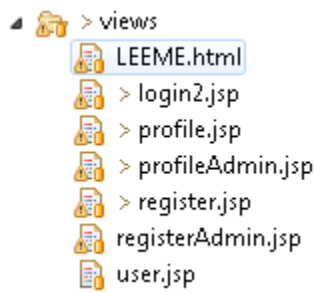 > views
LEEME.html
> login2.jsp
> profile.jsp
> profileAdmin.jsp
> register.jsp
registerAdmin.jsp
user.jsp